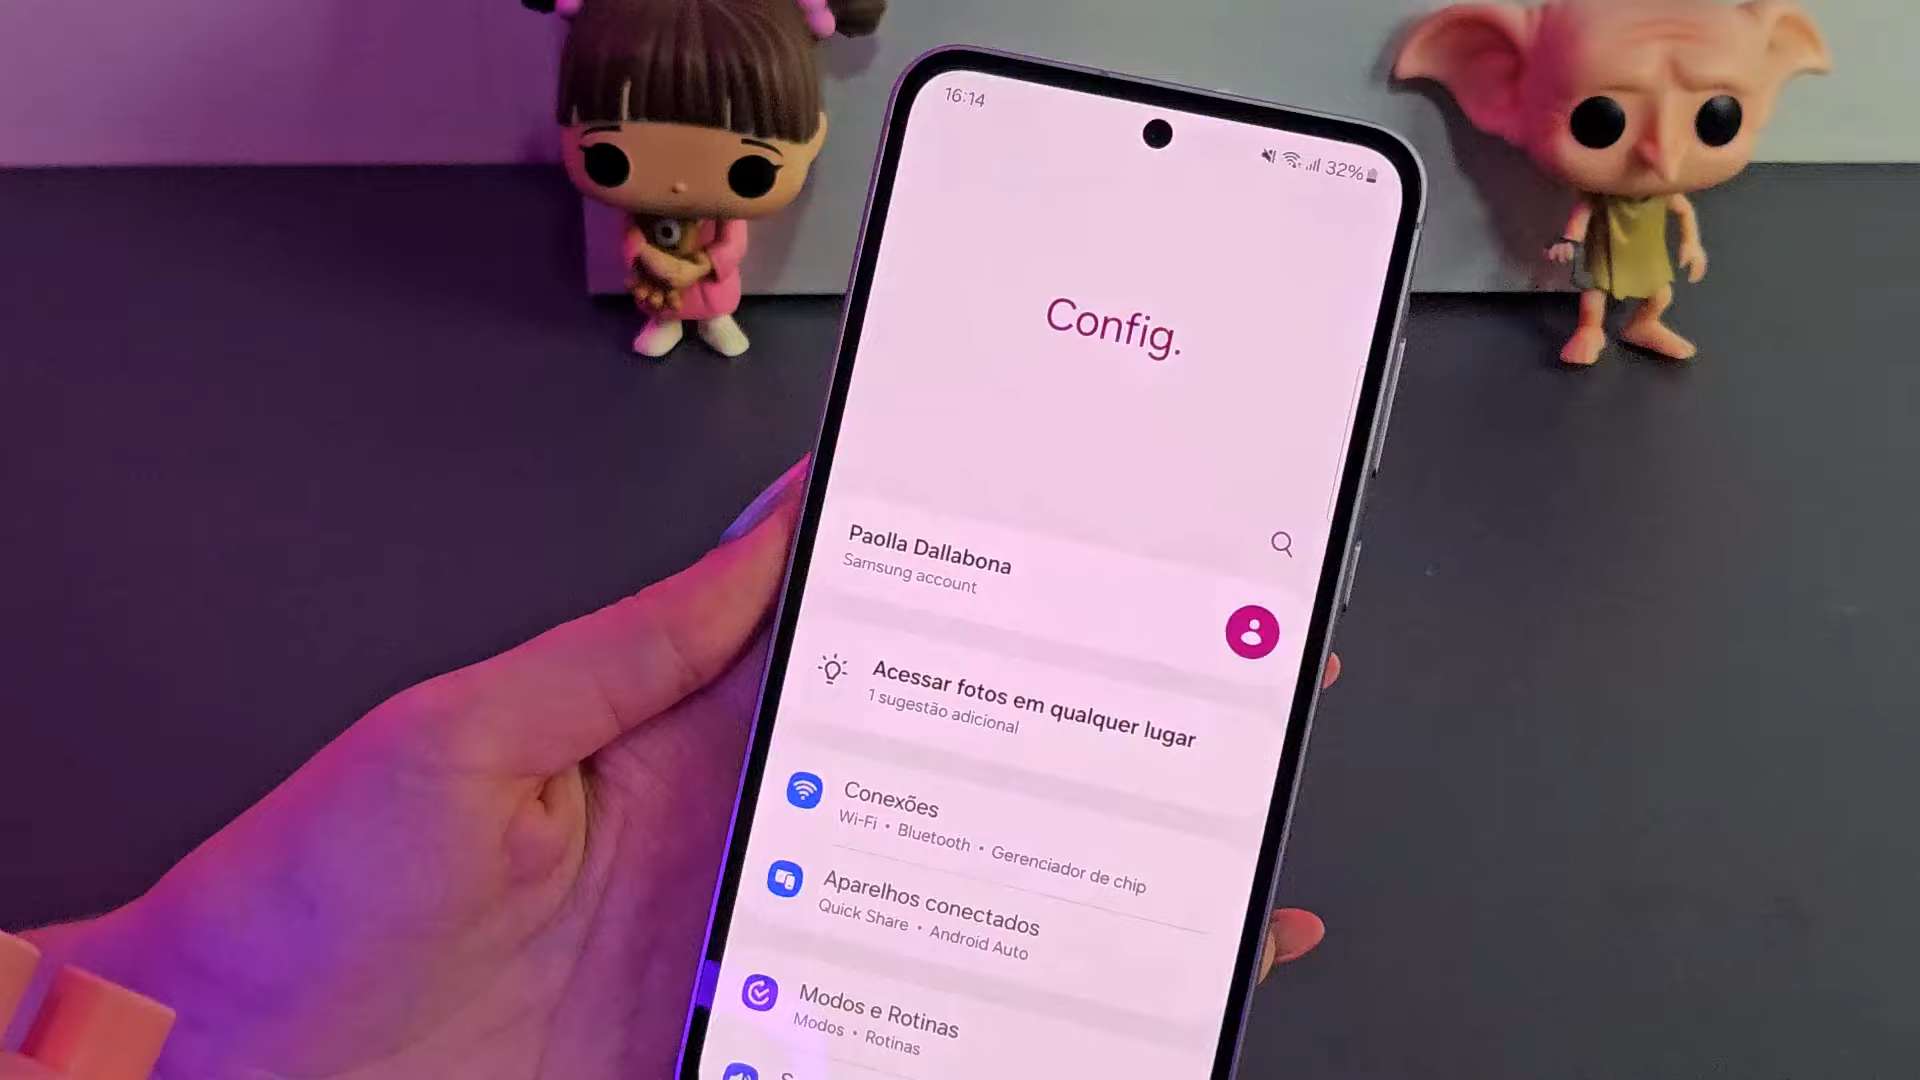 16:14
32%
Config.
Paolla Dallabona
Samsung account
Acessar fotos em qualquer lugar
1 sugestão adicional
Conexões
Wi-Fi • Bluetooth • Gerenciador de chip
Aparelhos conectados
Quick Share • Android Auto
Modos e Rotinas
Modos • Rotinas